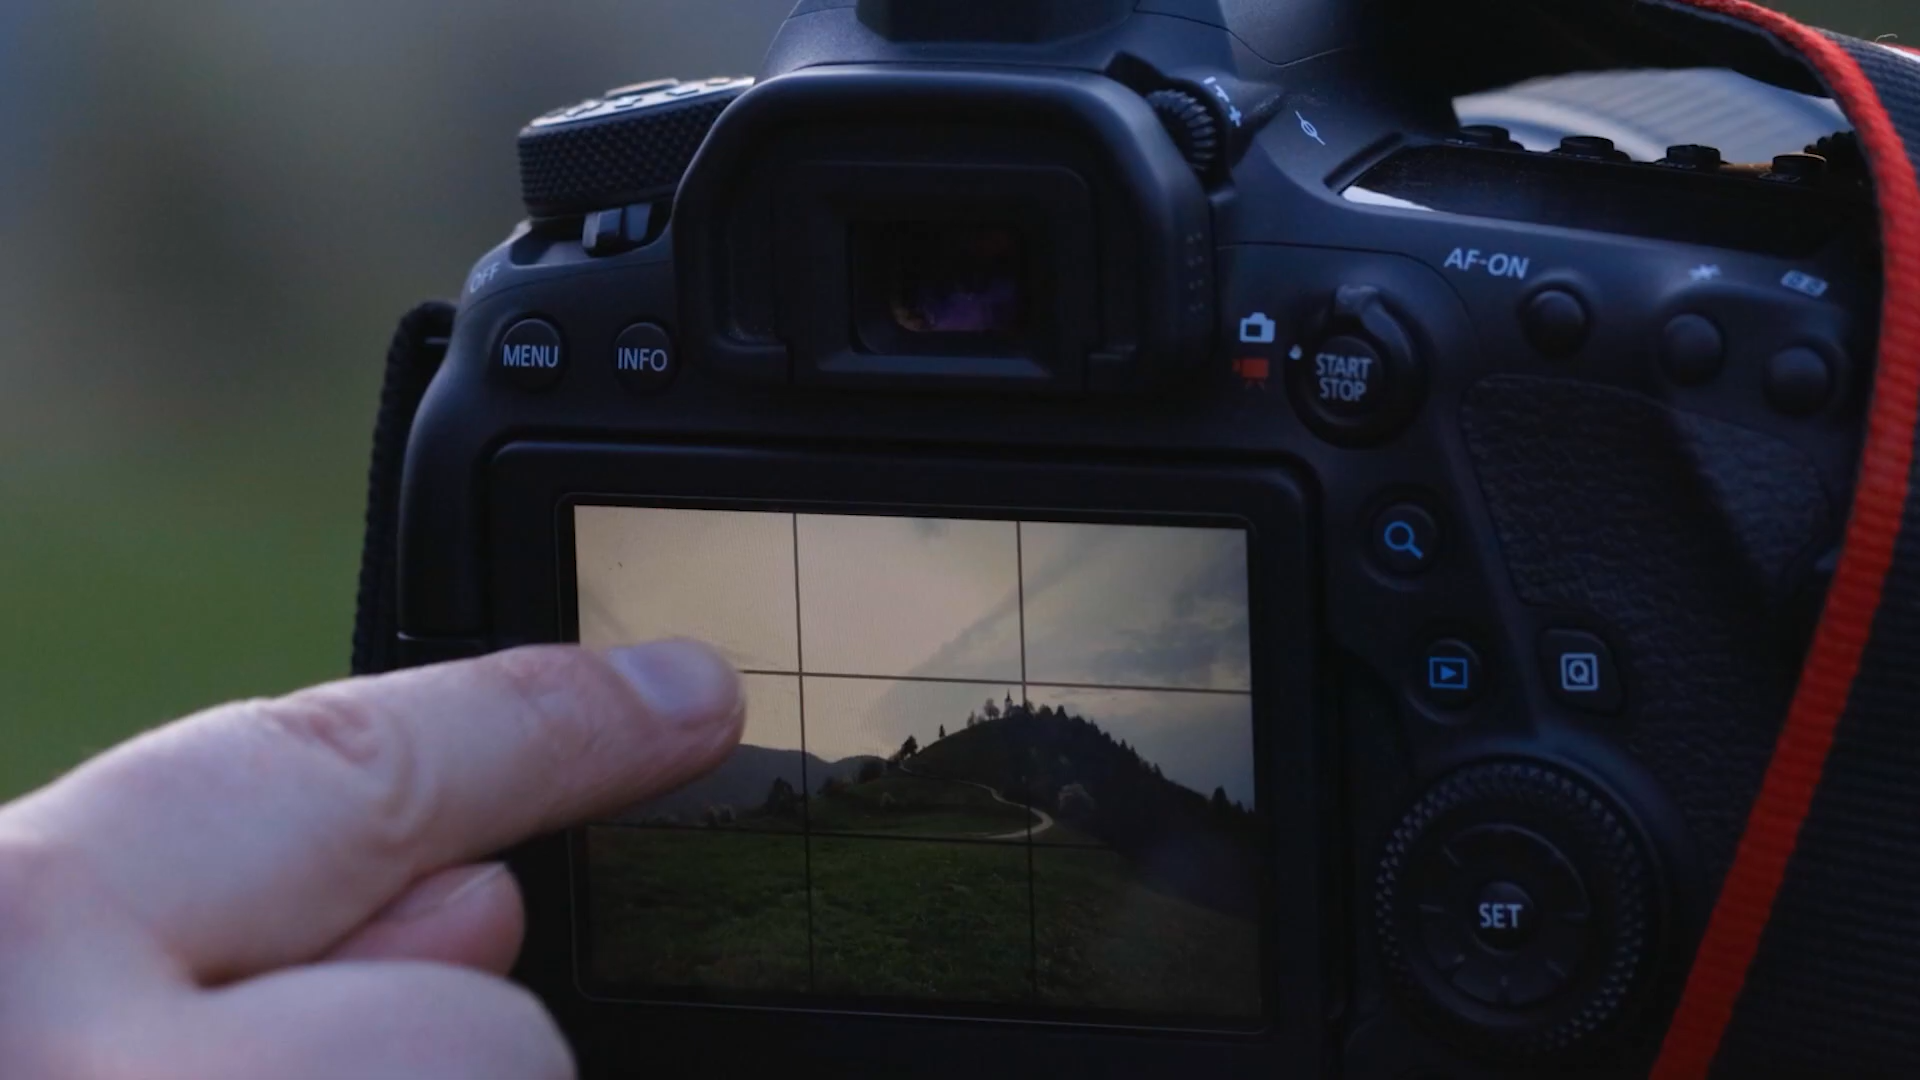 OFF
MENU
INFO
AF-ON
START
STOP
Q
SET